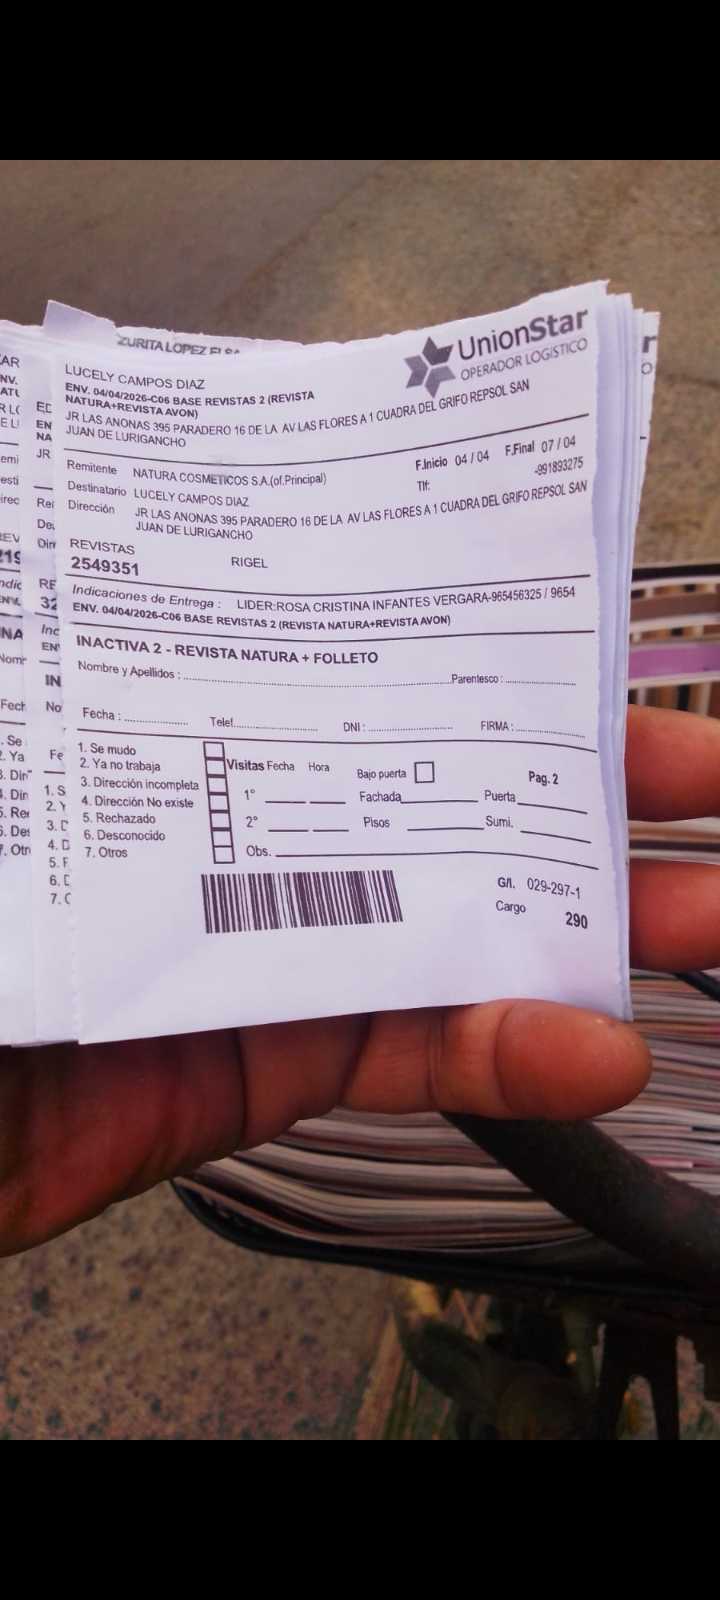 ZURITA LOPEZ ELSA
UnionStar
OPERADOR LOGÍSTICO
LUCELY CAMPOS DIAZ
ENV. 04/04/2026-C06 BASE REVISTAS 2 (REVISTA
NATURA+REVISTA AVON)
JR LAS ANONAS 395 PARADERO 16 DE LA AV LAS FLORES A 1 CUADRA DEL GRIFO REPSOL SAN
JUAN DE LURIGANCHO
Remitente NATURA COSMETICOS S.A.(of.Principal) F.Inicio 04 / 04 F.Final 07 / 04
Destinatario LUCELY CAMPOS DIAZ Tlf: -991893275
Dirección JR LAS ANONAS 395 PARADERO 16 DE LA AV LAS FLORES A 1 CUADRA DEL GRIFO REPSOL SAN
JUAN DE LURIGANCHO
REVISTAS
2549351 RIGEL
Indicaciones de Entrega : LIDER:ROSA CRISTINA INFANTES VERGARA-965456325 / 9654
ENV. 04/04/2026-C06 BASE REVISTAS 2 (REVISTA NATURA+REVISTA AVON)
INACTIVA 2 - REVISTA NATURA + FOLLETO
Nombre y Apellidos : Parentesco :
Fecha : Telef. DNI : FIRMA :
1. Se mudo
2. Ya no trabaja
3. Dirección incompleta
4. Dirección No existe
5. Rechazado
6. Desconocido
7. Otros
Visitas Fecha Hora Bajo puerta Pag. 2
1° Fachada Puerta
2° Pisos Sumi.
Obs.
G/I. 029-297-1
Cargo 290